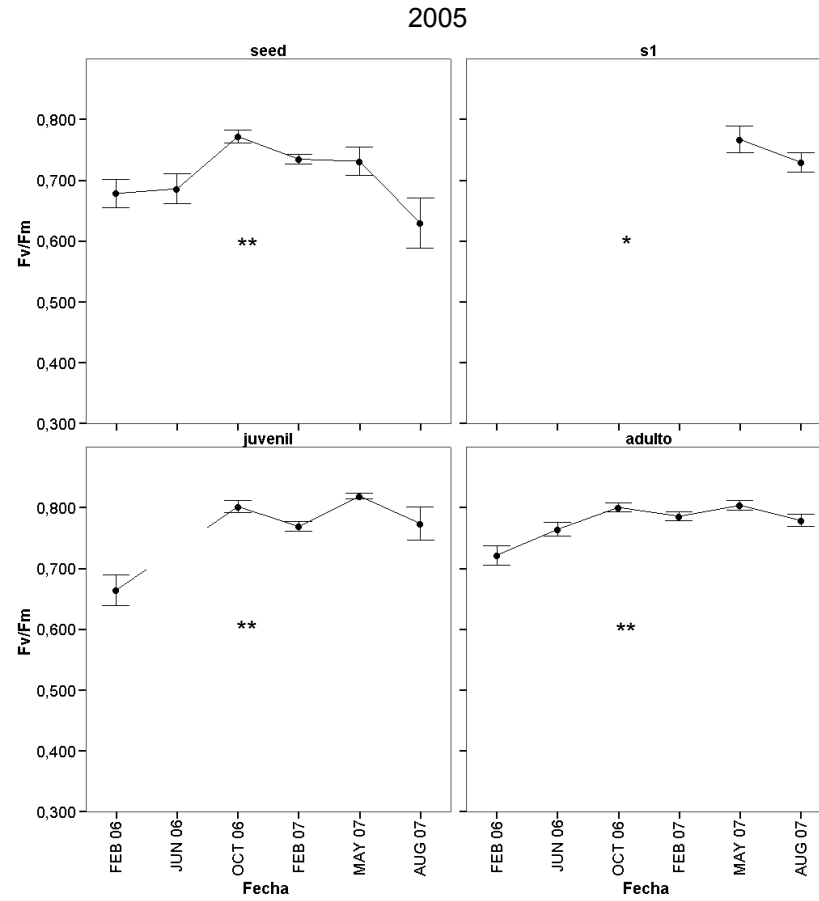 2005
seed
s1
0,800
0,700
0,600
0,500
0,400
0,300
Fv/Fm
**
*
juvenil
adulto
0,800
0,700
0,600
0,500
0,400
0,300
Fv/Fm
**
**
FEB 06
JUN 06
OCT 06
FEB 07
MAY 07
AUG 07
FEB 06
JUN 06
OCT 06
FEB 07
MAY 07
AUG 07
Fecha
Fecha